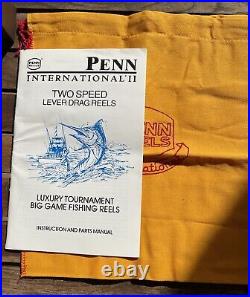 PENN
PENN
INTERNATIONAL II
TWO SPEED
LEVER DRAG REELS
LUXURY TOURNAMENT
BIG GAME FISHING REELS
INSTRUCTION AND PARTS MANUAL
PENN
REELS